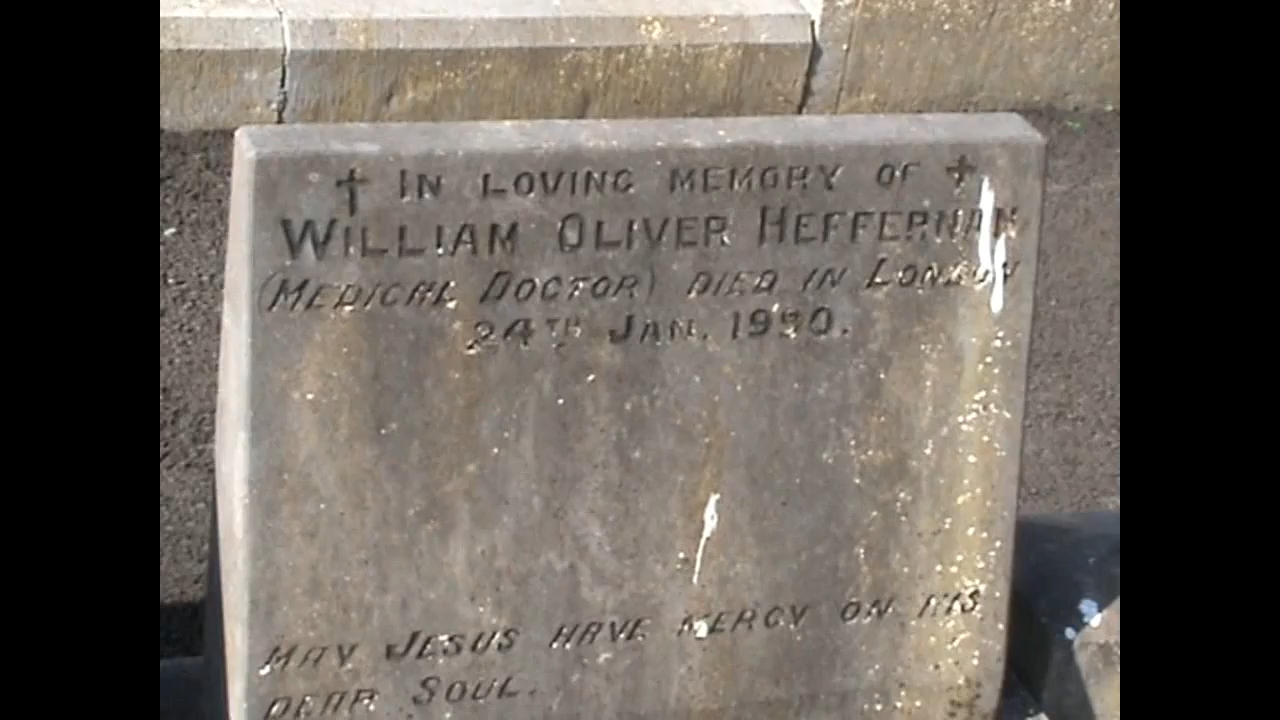 ✝ IN LOVING MEMORY OF ✝
WILLIAM OLIVER HEFFERNAN
(MEDICAL DOCTOR) DIED IN LONDON
24TH JAN. 1990.
MAY JESUS HAVE MERCY ON HIS
DEAR SOUL.